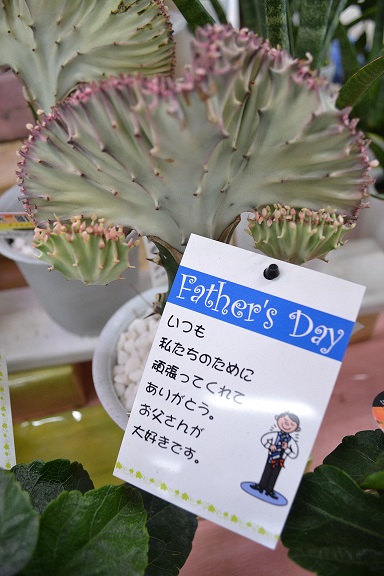 Father's Day
いつも
私たちのために
頑張ってくれて
ありがとう。
お父さんが
大好きです。